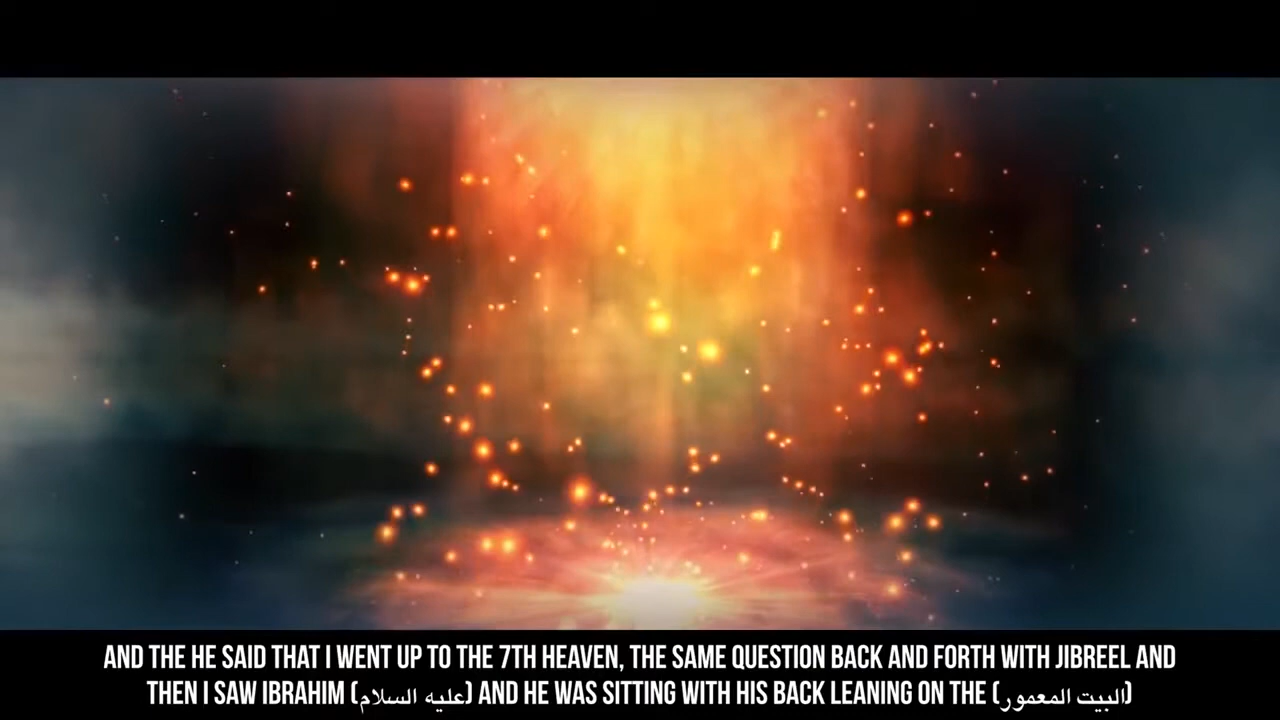 AND THE HE SAID THAT I WENT UP TO THE 7TH HEAVEN, THE SAME QUESTION BACK AND FORTH WITH JIBREEL AND
THEN I SAW IBRAHIM (عليه السلام) AND HE WAS SITTING WITH HIS BACK LEANING ON THE (البيت المعمور)